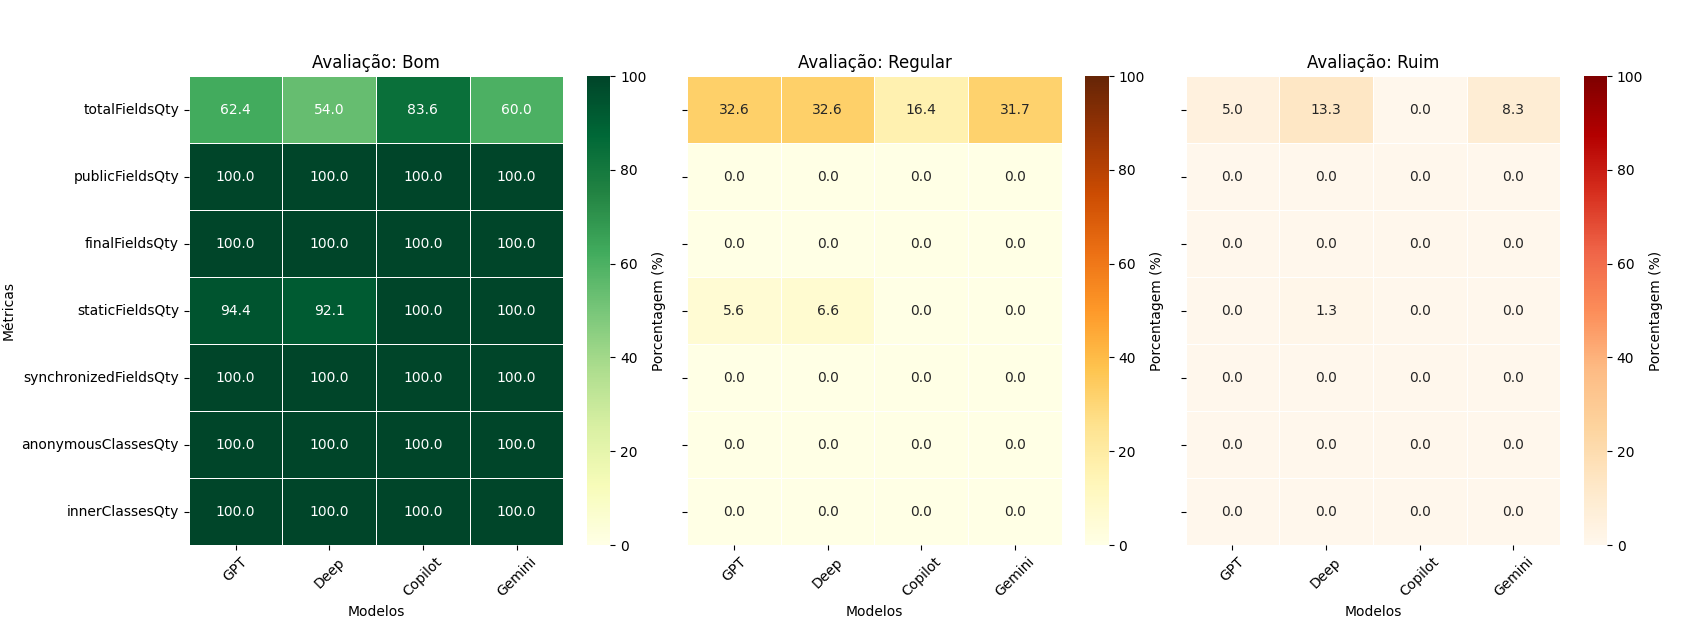 Avaliação: Bom
Avaliação: Regular
Avaliação: Ruim
Métricas
totalFieldsQty
publicFieldsQty
finalFieldsQty
staticFieldsQty
synchronizedFieldsQty
anonymousClassesQty
innerClassesQty
62.4 54.0 83.6 60.0
100.0 100.0 100.0 100.0
100.0 100.0 100.0 100.0
94.4 92.1 100.0 100.0
100.0 100.0 100.0 100.0
100.0 100.0 100.0 100.0
100.0 100.0 100.0 100.0
GPT Deep Copilot Gemini
Modelos
100
80
60
40
20
0
Porcentagem (%)
32.6 32.6 16.4 31.7
0.0 0.0 0.0 0.0
0.0 0.0 0.0 0.0
5.6 6.6 0.0 0.0
0.0 0.0 0.0 0.0
0.0 0.0 0.0 0.0
0.0 0.0 0.0 0.0
GPT Deep Copilot Gemini
Modelos
100
80
60
40
20
0
Porcentagem (%)
5.0 13.3 0.0 8.3
0.0 0.0 0.0 0.0
0.0 0.0 0.0 0.0
0.0 1.3 0.0 0.0
0.0 0.0 0.0 0.0
0.0 0.0 0.0 0.0
0.0 0.0 0.0 0.0
GPT Deep Copilot Gemini
Modelos
100
80
60
40
20
0
Porcentagem (%)